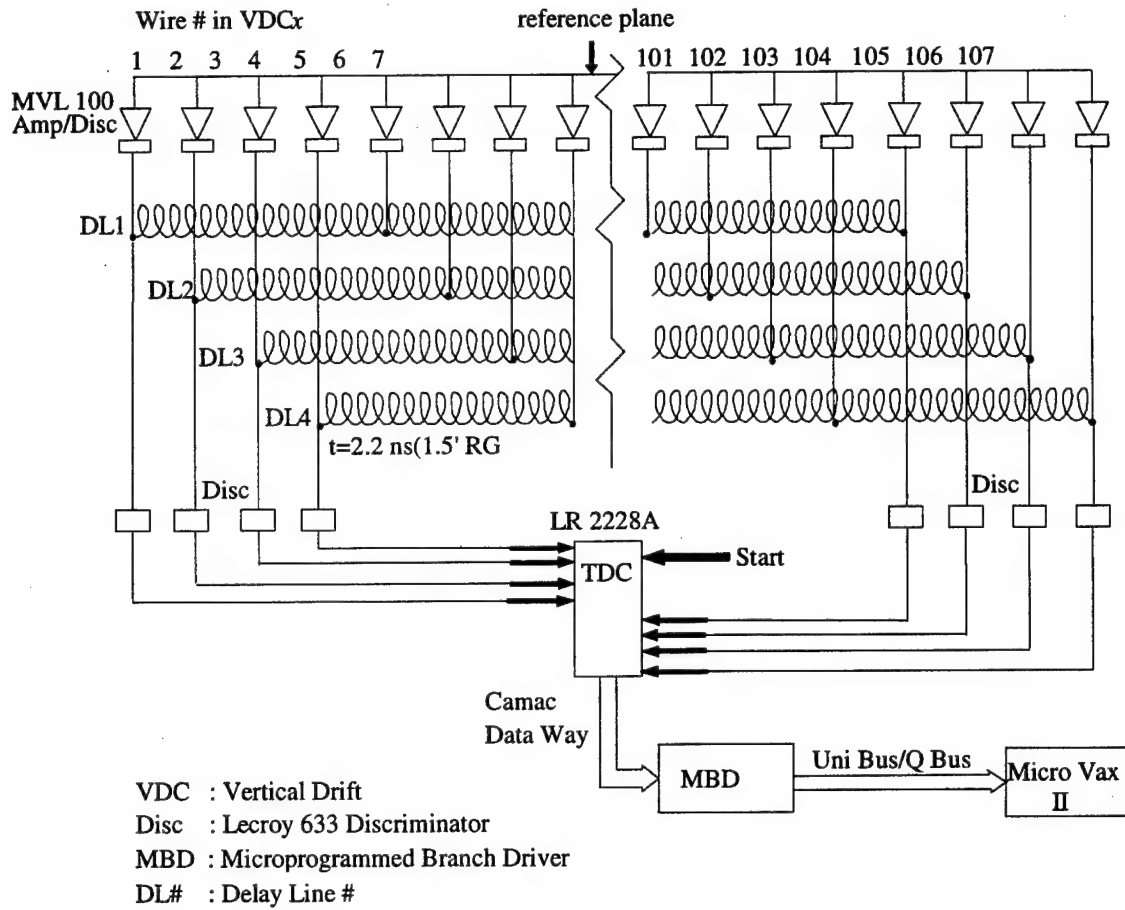 Wire # in VDCx
reference plane
1 2 3 4 5 6 7
101 102 103 104 105 106 107
MVL 100
Amp/Disc
DL1
DL2
DL3
DL4
t=2.2 ns(1.5' RG
Disc
Disc
LR 2228A
TDC
Start
Camac
Data Way
MBD
Uni Bus/Q Bus
Micro Vax
II
VDC : Vertical Drift
Disc : Lecroy 633 Discriminator
MBD : Microprogrammed Branch Driver
DL# : Delay Line #